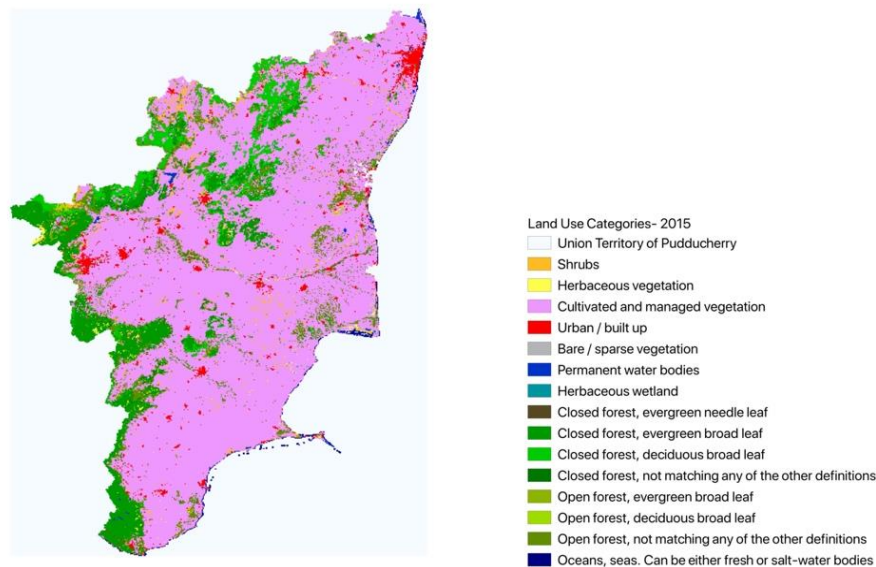 Land Use Categories- 2015
Union Territory of Pudducherry
Shrubs
Herbaceous vegetation
Cultivated and managed vegetation
Urban / built up
Bare / sparse vegetation
Permanent water bodies
Herbaceous wetland
Closed forest, evergreen needle leaf
Closed forest, evergreen broad leaf
Closed forest, deciduous broad leaf
Closed forest, not matching any of the other definitions
Open forest, evergreen broad leaf
Open forest, deciduous broad leaf
Open forest, not matching any of the other definitions
Oceans, seas. Can be either fresh or salt-water bodies